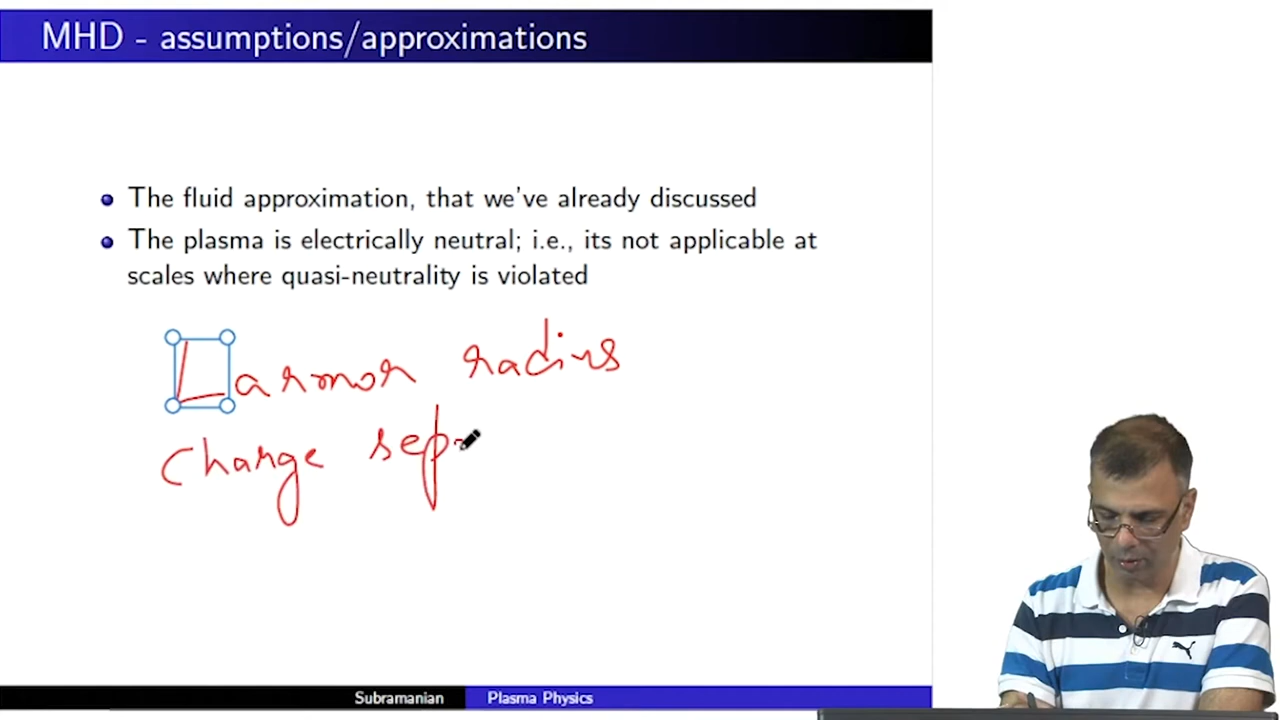 MHD - assumptions/approximations
The fluid approximation, that we've already discussed
The plasma is electrically neutral; i.e., its not applicable at
scales where quasi-neutrality is violated
Larmor radius
Charge sep
Subramanian Plasma Physics